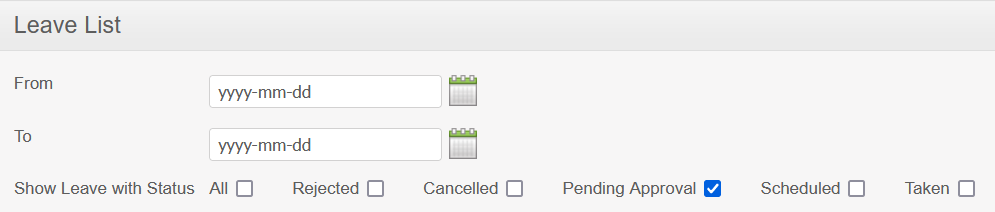 Leave List
From yyyy-mm-dd
To yyyy-mm-dd
Show Leave with Status All Rejected Cancelled Pending Approval Scheduled Taken